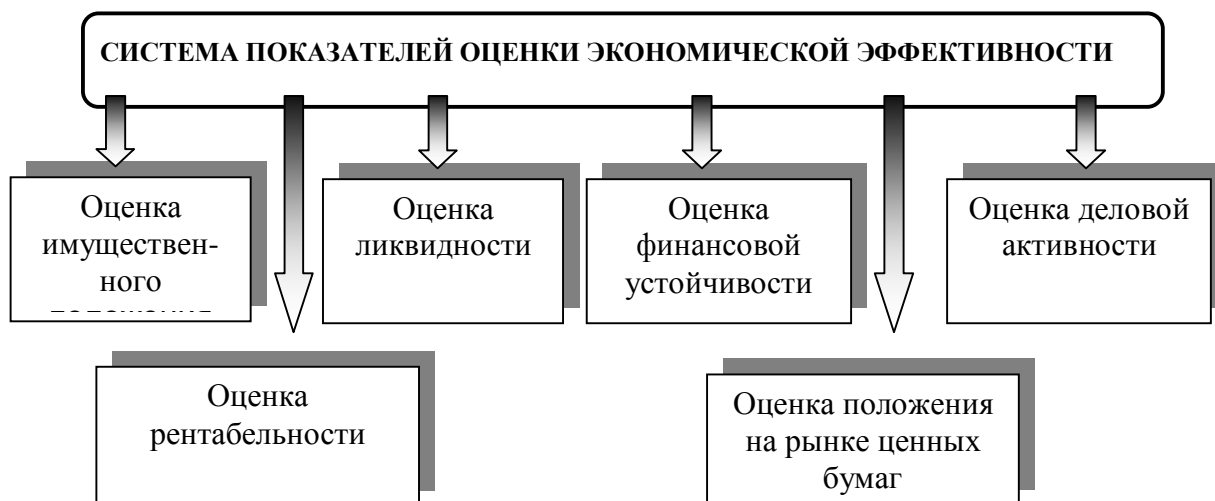 СИСТЕМА ПОКАЗАТЕЛЕЙ ОЦЕНКИ ЭКОНОМИЧЕСКОЙ ЭФФЕКТИВНОСТИ
Оценка
имуществен-
ного
Оценка
ликвидности
Оценка
финансовой
устойчивости
Оценка деловой
активности
Оценка
рентабельности
Оценка положения
на рынке ценных
бумаг